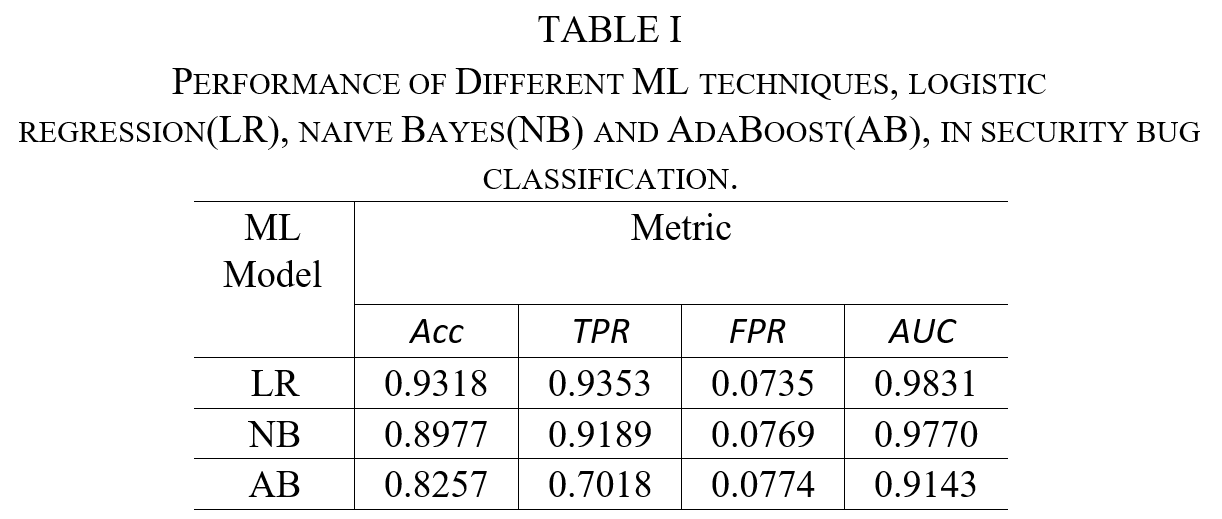 TABLE I
PERFORMANCE OF DIFFERENT ML TECHNIQUES, LOGISTIC
REGRESSION(LR), NAIVE BAYES(NB) AND ADABOOST(AB), IN SECURITY BUG
CLASSIFICATION.
ML Metric
Model
Acc TPR FPR AUC
LR 0.9318 0.9353 0.0735 0.9831
NB 0.8977 0.9189 0.0769 0.9770
AB 0.8257 0.7018 0.0774 0.9143